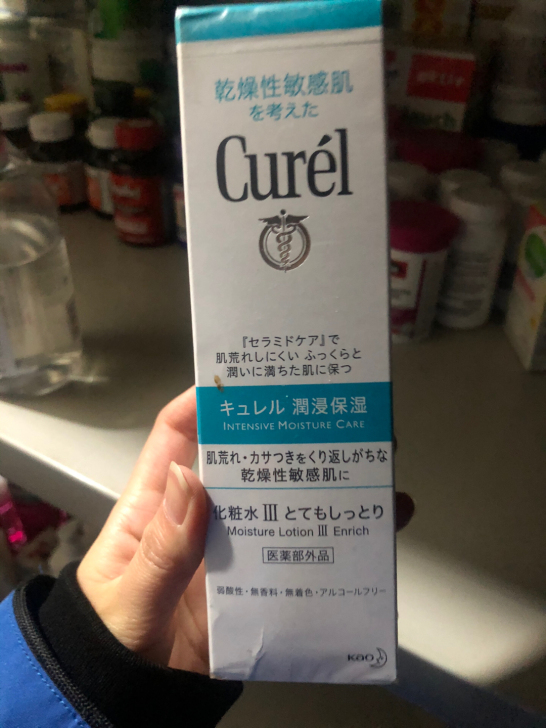 乾燥性敏感肌
を考えた
Curél
『セラミドケア』で
肌荒れしにくい ふっくらと
潤いに満ちた肌に保つ
キュレル 潤浸保湿
INTENSIVE MOISTURE CARE
肌荒れ・カサつきをくり返しがちな
乾燥性敏感肌に
化粧水 III とてもしっとり
Moisture Lotion III Enrich
医薬部外品
弱酸性・無香料・無着色・アルコールフリー
Kao